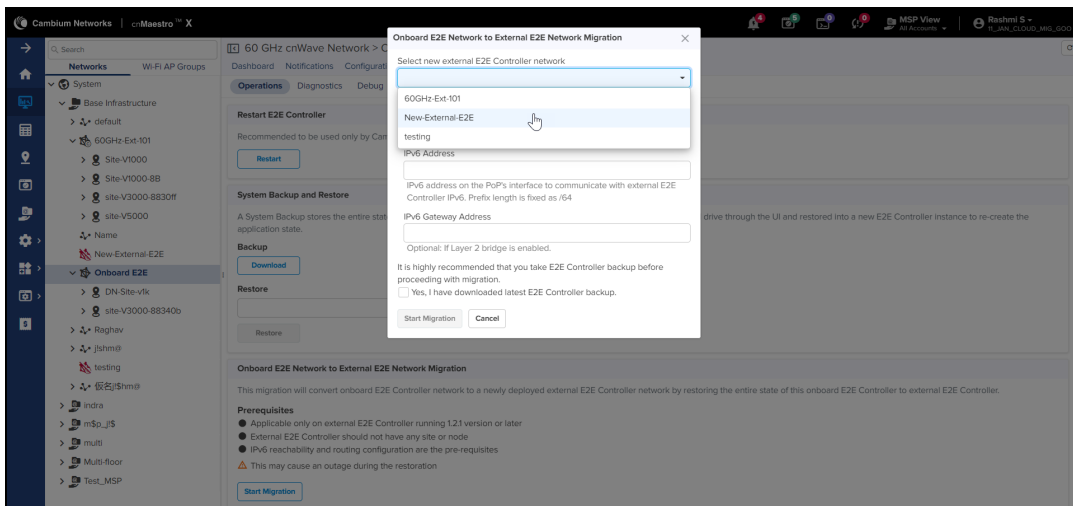 Cambium Networks | cnMaestro™ X
4
5
0
0
MSP View
All Accounts
Rashmi S
11_JAN_CLOUD_MIG_GOO
Search
Networks
Wi-Fi AP Groups
System
Base Infrastructure
default
60GHz-Ext-101
Site-V1000
Site-V1000-8B
site-V3000-8830ff
site-V5000
Name
New-External-E2E
Onboard E2E
DN-Site-v1k
site-V3000-88340b
Raghav
j!shm@
testing
仮名j!$hm@
indra
m$p_j!$
multi
Multi-floor
Test_MSP
60 GHz cnWave Network > C
Dashboard Notifications Configurati
Operations Diagnostics Debug
Restart E2E Controller
Recommended to be used only by Cam
Restart
System Backup and Restore
A System Backup stores the entire stat
drive through the UI and restored into a new E2E Controller instance to re-create the
application state.
Backup
Download
Restore
Restore
Onboard E2E Network to External E2E Network Migration
This migration will convert onboard E2E Controller network to a newly deployed external E2E Controller network by restoring the entire state of this onboard E2E Controller to external E2E Controller.
Prerequisites
Applicable only on external E2E Controller running 1.2.1 version or later
External E2E Controller should not have any site or node
IPv6 reachability and routing configuration are the pre-requisites
This may cause an outage during the restoration
Start Migration
Onboard E2E Network to External E2E Network Migration
Select new external E2E Controller network
60GHz-Ext-101
New-External-E2E
testing
IPv6 Address
IPv6 address on the PoP's interface to communicate with external E2E
Controller IPv6. Prefix length is fixed as /64
IPv6 Gateway Address
Optional: If Layer 2 bridge is enabled.
It is highly recommended that you take E2E Controller backup before
proceeding with migration.
Yes, I have downloaded latest E2E Controller backup.
Start Migration
Cancel